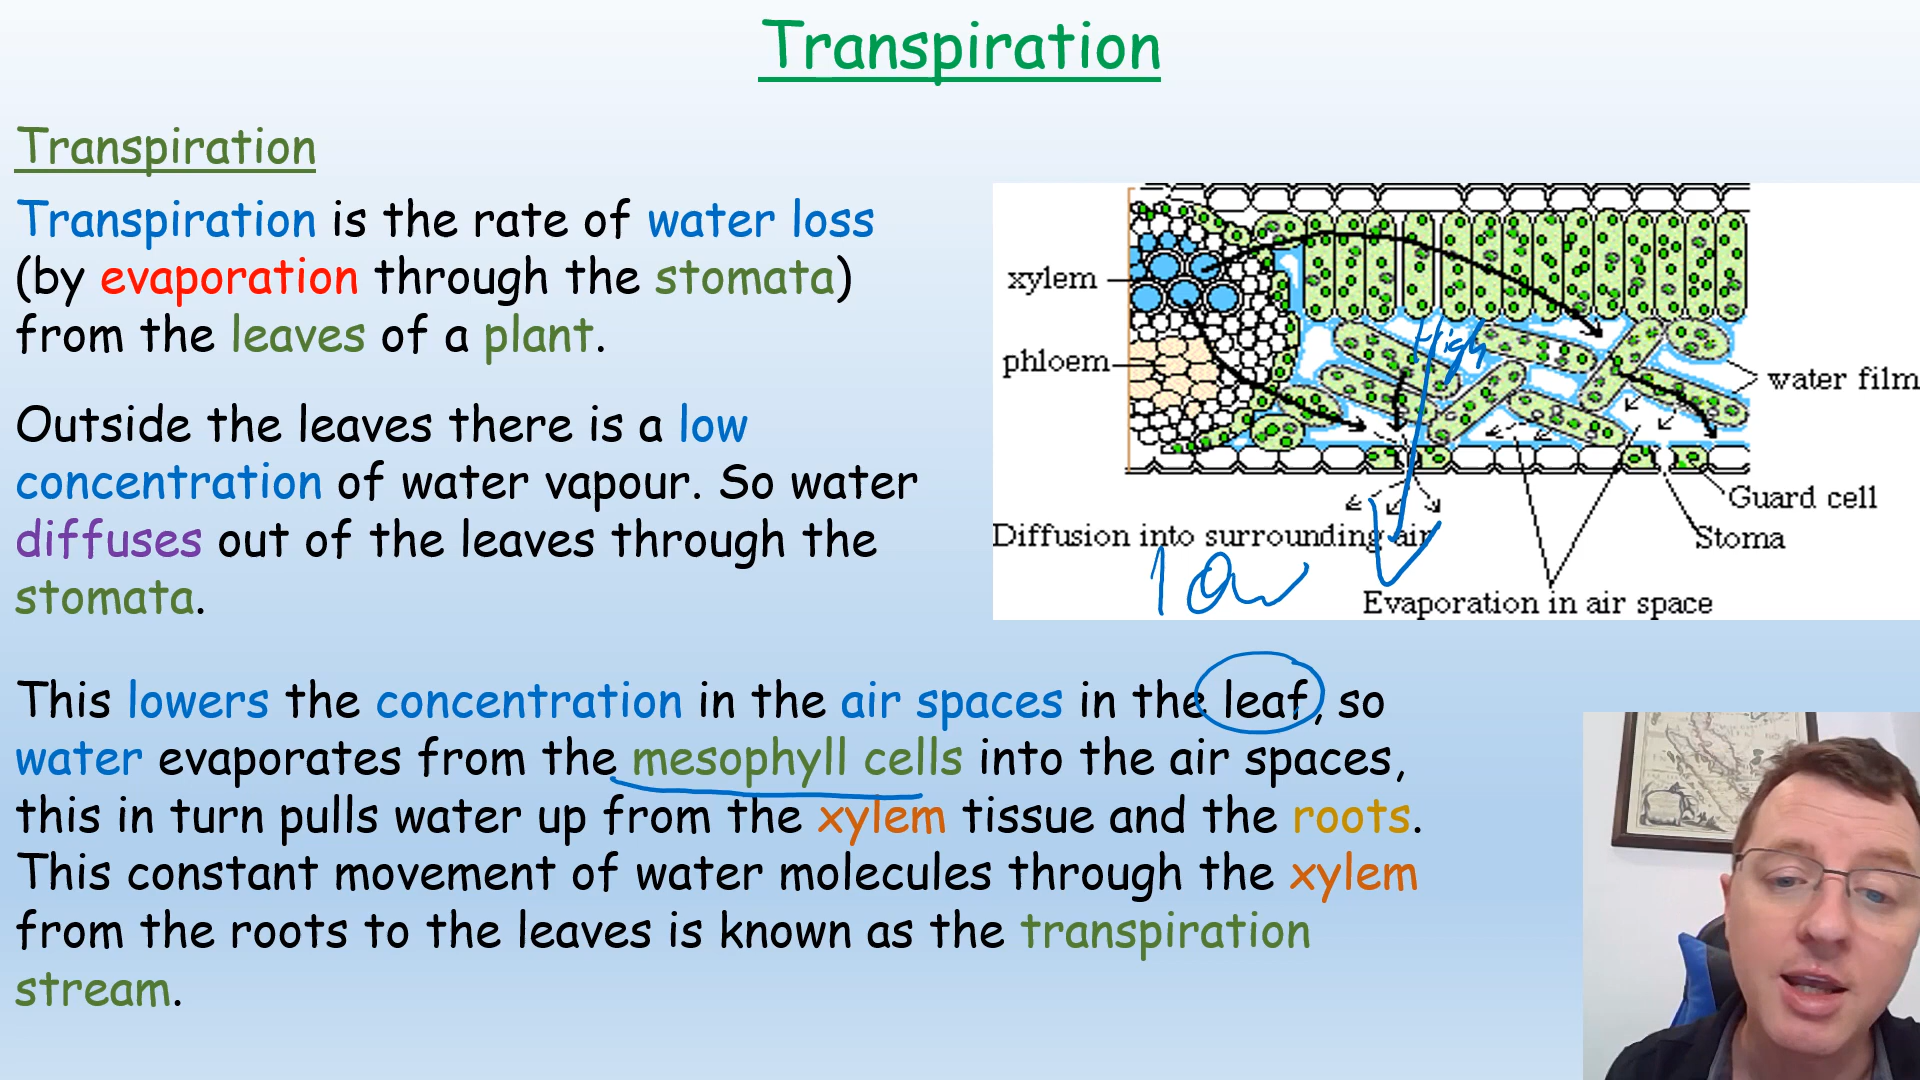 Transpiration
Transpiration
Transpiration is the rate of water loss
(by evaporation through the stomata)
from the leaves of a plant.
Outside the leaves there is a low
concentration of water vapour. So water
diffuses out of the leaves through the
stomata.
xylem
phloem
High
water film
Guard cell
Stoma
Diffusion into surrounding air
low
Evaporation in air space
This lowers the concentration in the air spaces in the leaf, so
water evaporates from the mesophyll cells into the air spaces,
this in turn pulls water up from the xylem tissue and the roots.
This constant movement of water molecules through the xylem
from the roots to the leaves is known as the transpiration
stream.